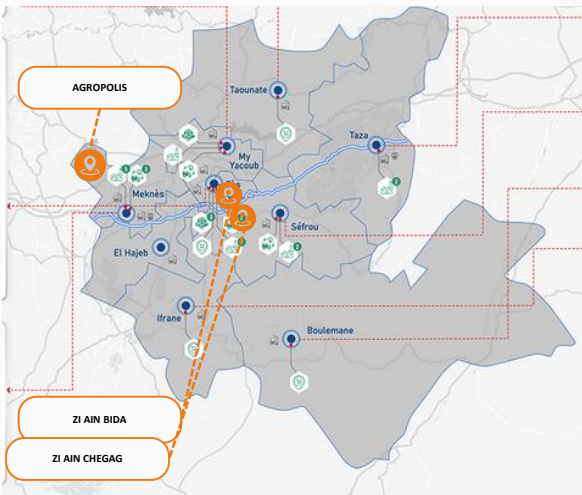 AGROPOLIS
Taounate
Taza
My
Yacoub
Meknès
Séfrou
El Hajeb
Ifrane
Boulemane
ZI AIN BIDA
ZI AIN CHEGAG